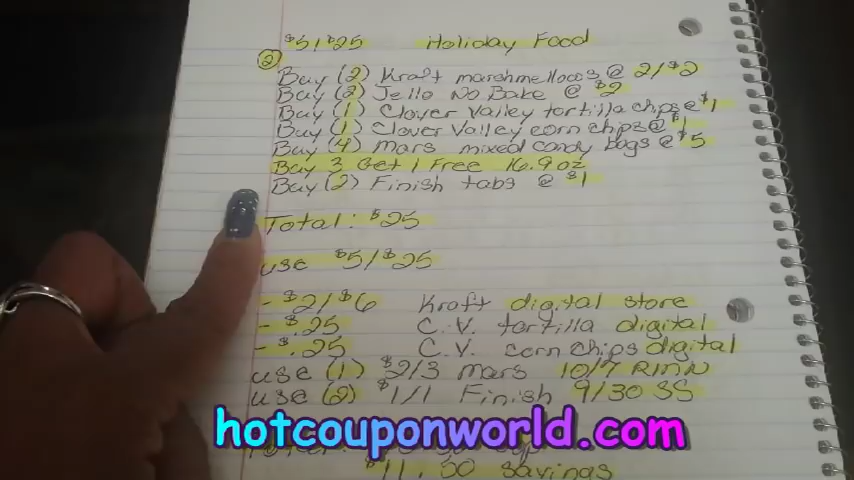 $5/$25 Holiday Food
② Buy (2) Kraft marshmellows @ 2/$2
Buy (2) Jello No Bake @ $2
Buy (1) Clover Valley tortilla chips @ $1
Buy (1) Clover Valley corn chips @ $1
Buy (4) Mars mixed candy bags @ $5
Buy 3 Get 1 Free 16.9 oz
Buy (2) Finish tabs @ $1
Total: $25
use $5/$25
- $2/$6 Kraft digital store
- $.25 C.V. tortilla digital
- $.25 C.V. corn chips digital
use (1) $2/3 Mars 10/7 RMN
use (2) $1/1 Finish 9/30 SS
hotcouponworld.com
$11.50 savings